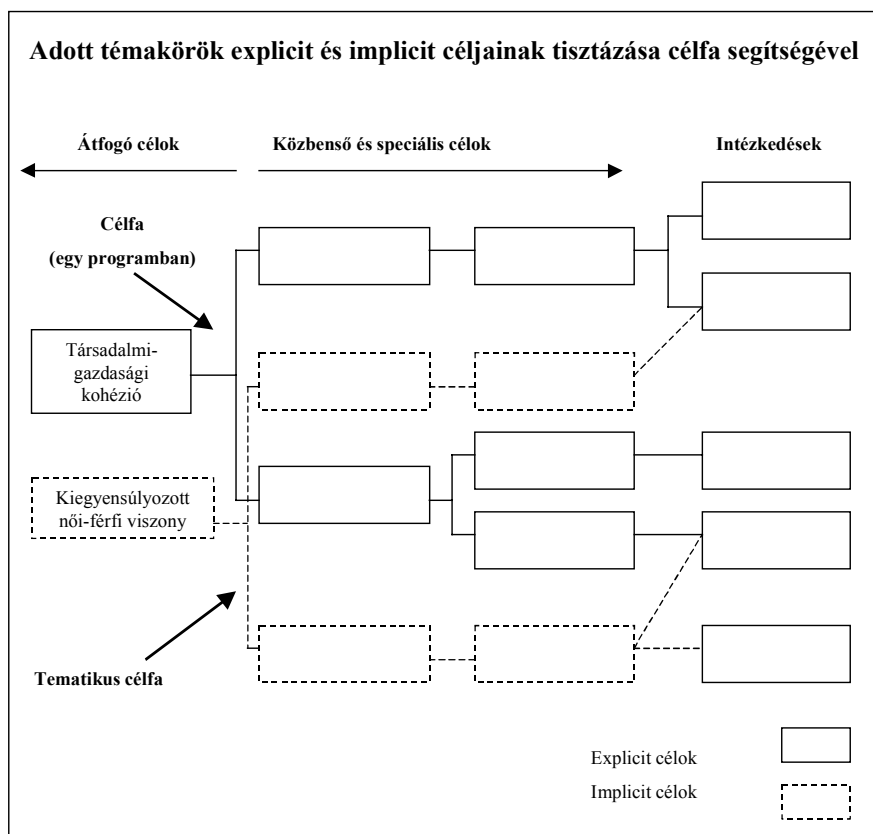 Adott témakörök explicit és implicit céljainak tisztázása célfa segítségével
Átfogó célok
Közbenső és speciális célok
Intézkedések
Célfa
(egy programban)
Társadalmi-
gazdasági
kohézió
Kiegyensúlyozott
női-férfi viszony
Tematikus célfa
Explicit célok
Implicit célok